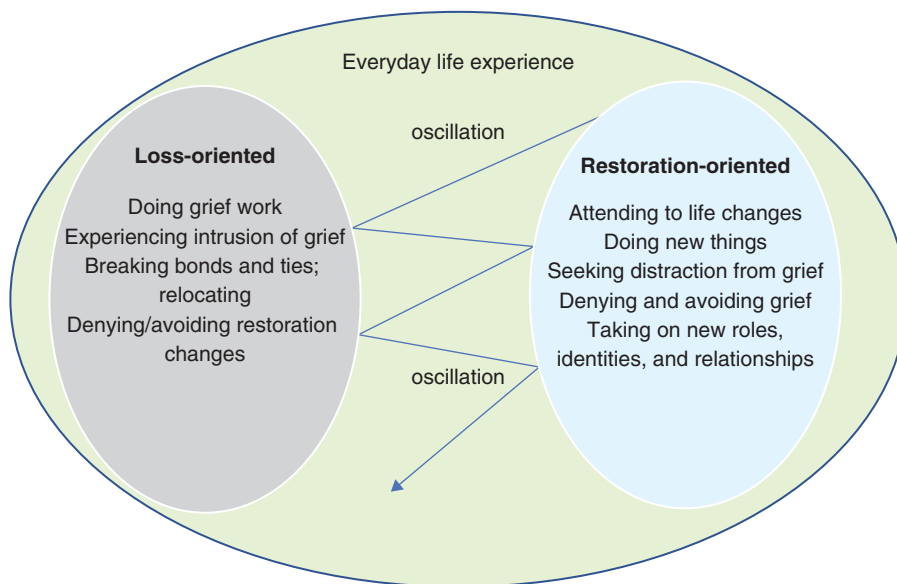 Everyday life experience
oscillation
Loss-oriented
Doing grief work
Experiencing intrusion of grief
Breaking bonds and ties;
relocating
Denying/avoiding restoration
changes
Restoration-oriented
Attending to life changes
Doing new things
Seeking distraction from grief
Denying and avoiding grief
Taking on new roles,
identities, and relationships
oscillation